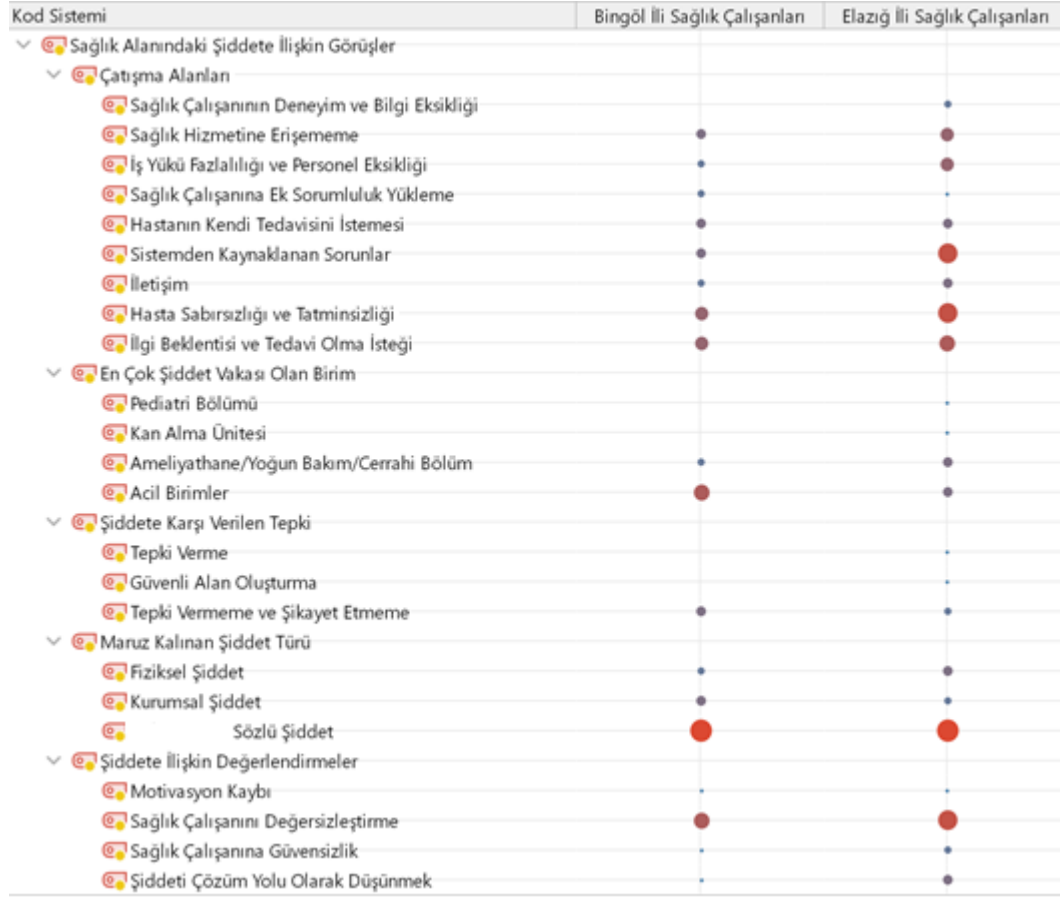 Kod Sistemi Bingöl İli Sağlık Çalışanları Elazığ İli Sağlık Çalışanları
Sağlık Alanındaki Şiddete İlişkin Görüşler
Çatışma Alanları
Sağlık Çalışanının Deneyim ve Bilgi Eksikliği
Sağlık Hizmetine Erişememe
İş Yükü Fazlalılığı ve Personel Eksikliği
Sağlık Çalışanına Ek Sorumluluk Yükleme
Hastanın Kendi Tedavisini İstemesi
Sistemden Kaynaklanan Sorunlar
İletişim
Hasta Sabırsızlığı ve Tatminsizliği
İlgi Beklentisi ve Tedavi Olma İsteği
En Çok Şiddet Vakası Olan Birim
Pediatri Bölümü
Kan Alma Ünitesi
Ameliyathane/Yoğun Bakım/Cerrahi Bölüm
Acil Birimler
Şiddete Karşı Verilen Tepki
Tepki Verme
Güvenli Alan Oluşturma
Tepki Vermeme ve Şikayet Etmeme
Maruz Kalınan Şiddet Türü
Fiziksel Şiddet
Kurumsal Şiddet
Sözlü Şiddet
Şiddete İlişkin Değerlendirmeler
Motivasyon Kaybı
Sağlık Çalışanını Değersizleştirme
Sağlık Çalışanına Güvensizlik
Şiddeti Çözüm Yolu Olarak Düşünmek